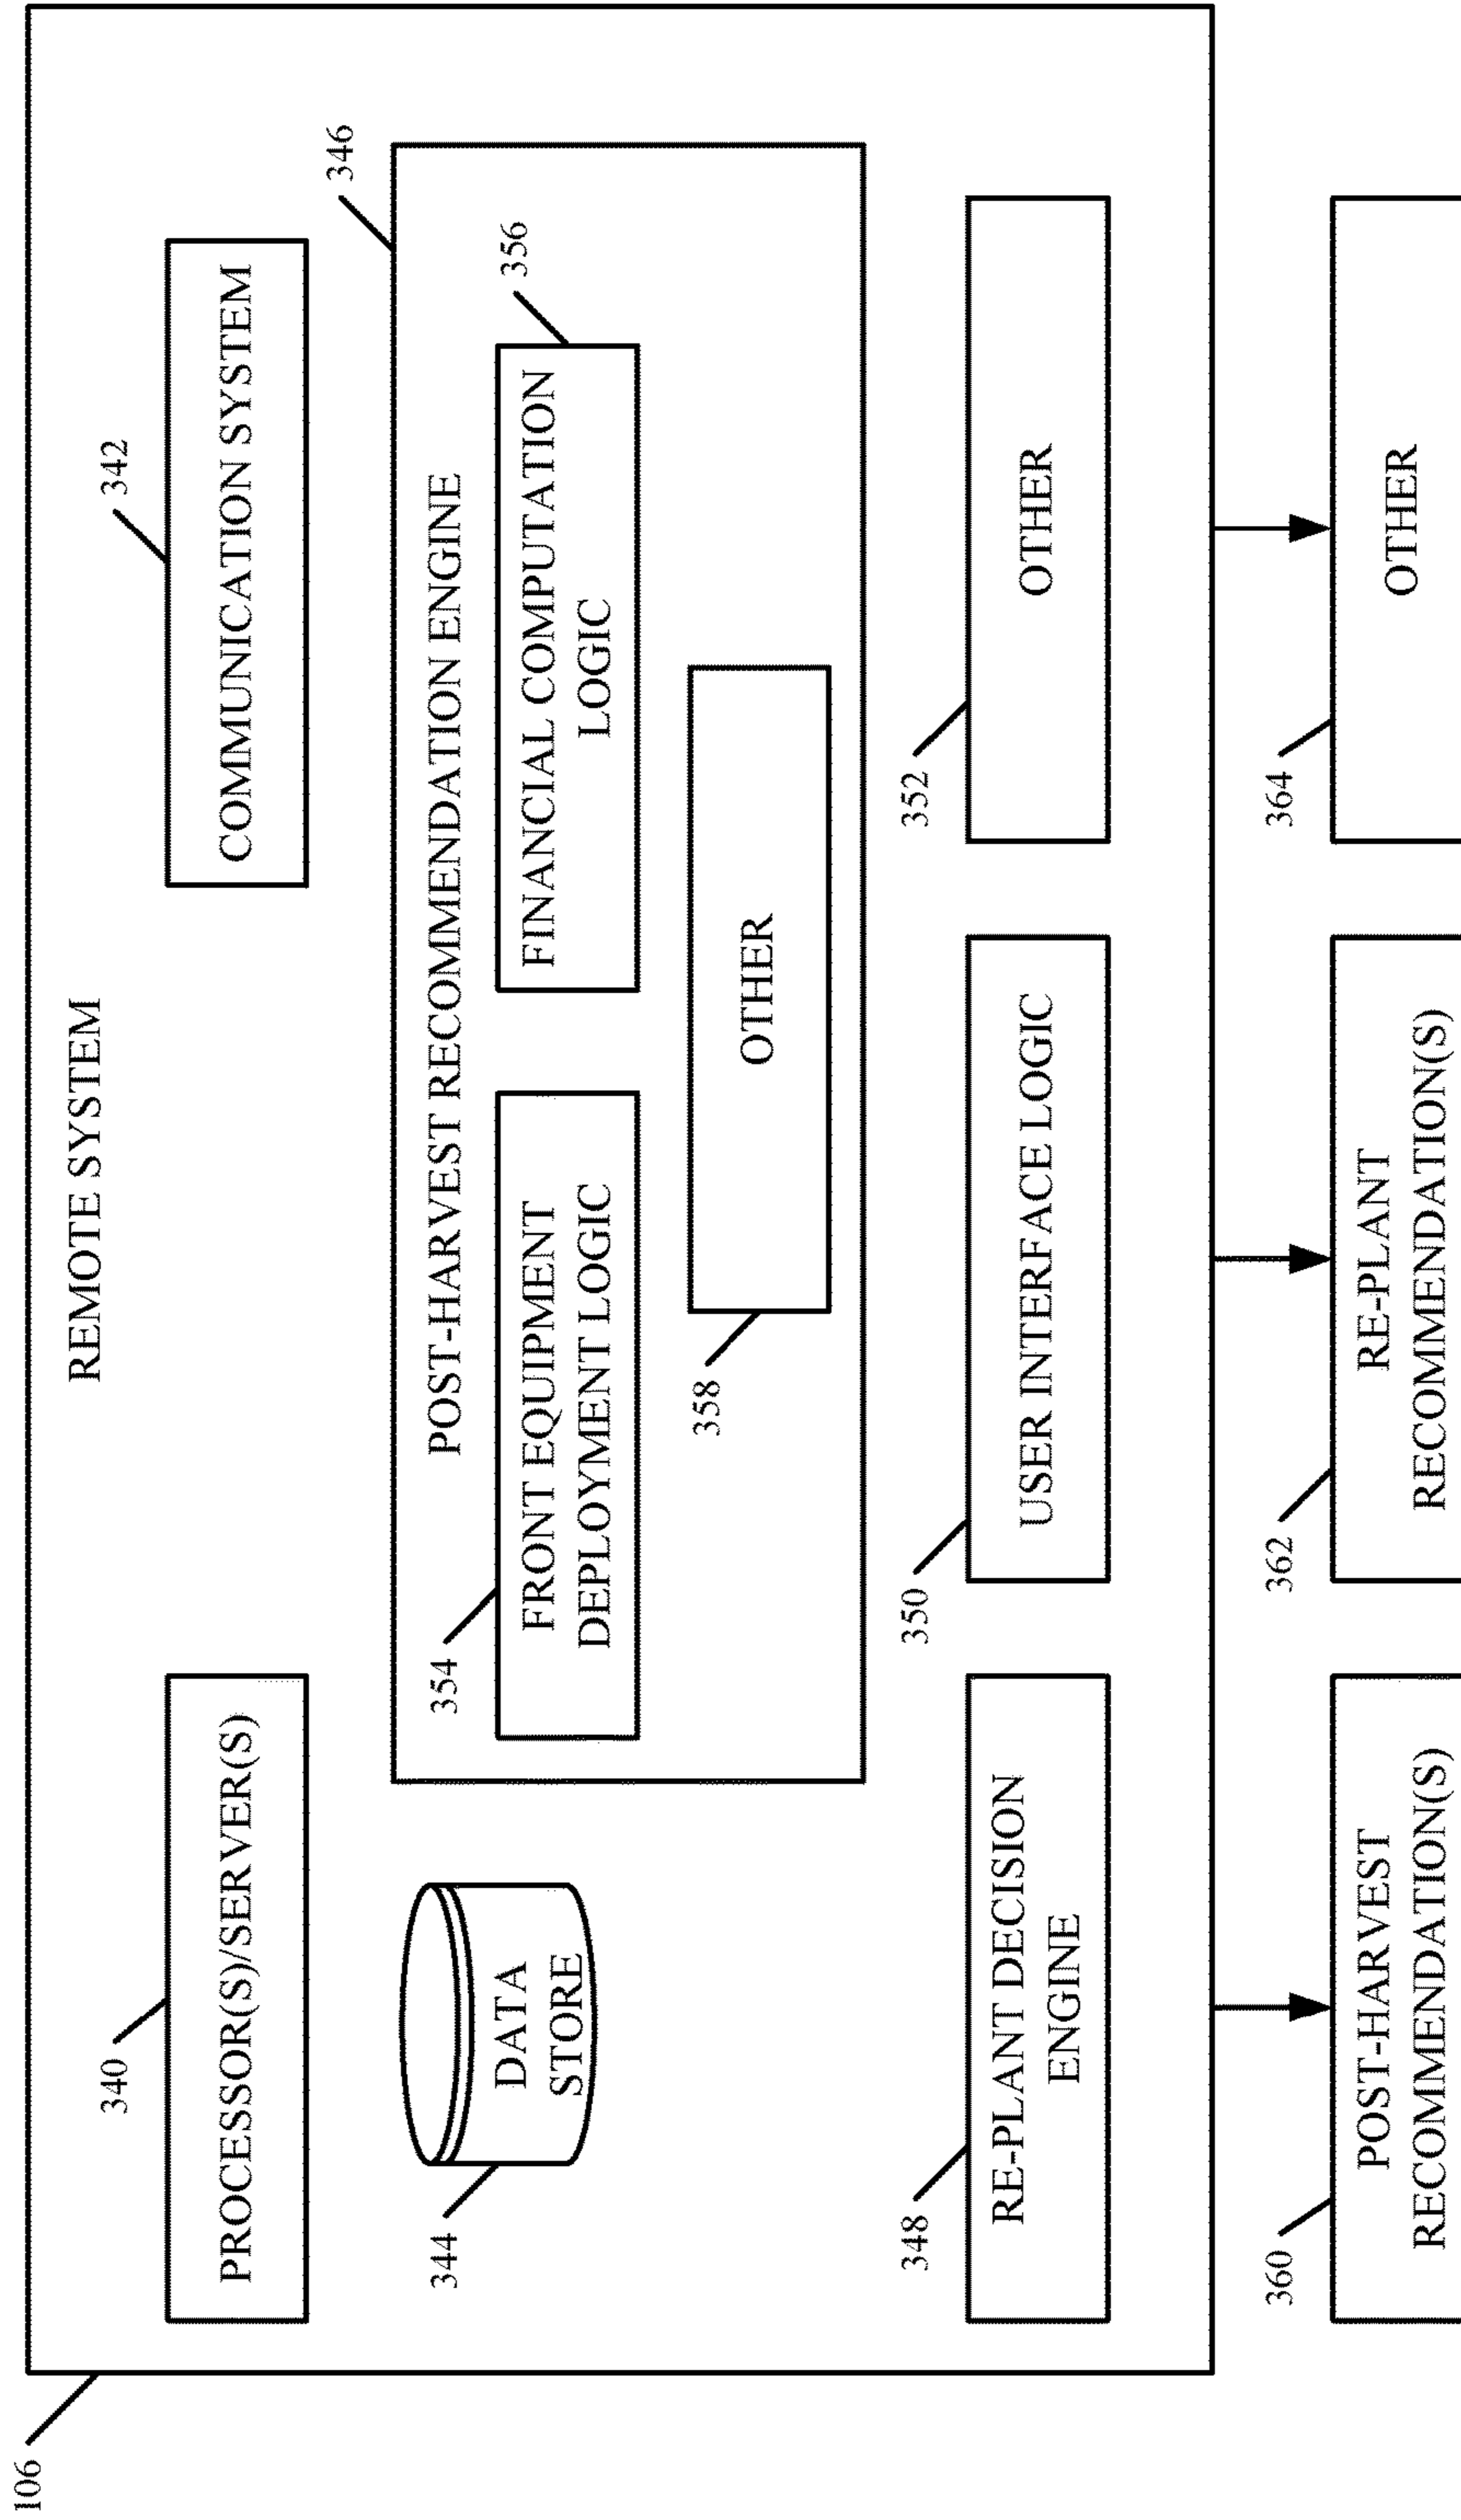 106
REMOTE SYSTEM
340
342
PROCESSOR(S)/SERVER(S)
COMMUNICATION SYSTEM
346
344
DATA
STORE
POST-HARVEST RECOMMENDATION ENGINE
354
356
FRONT EQUIPMENT
DEPLOYMENT LOGIC
FINANCIAL COMPUTATION
LOGIC
358
OTHER
348
350
352
RE-PLANT DECISION
ENGINE
USER INTERFACE LOGIC
OTHER
360
362
364
POST-HARVEST
RECOMMENDATION(S)
RE-PLANT
RECOMMENDATION(S)
OTHER